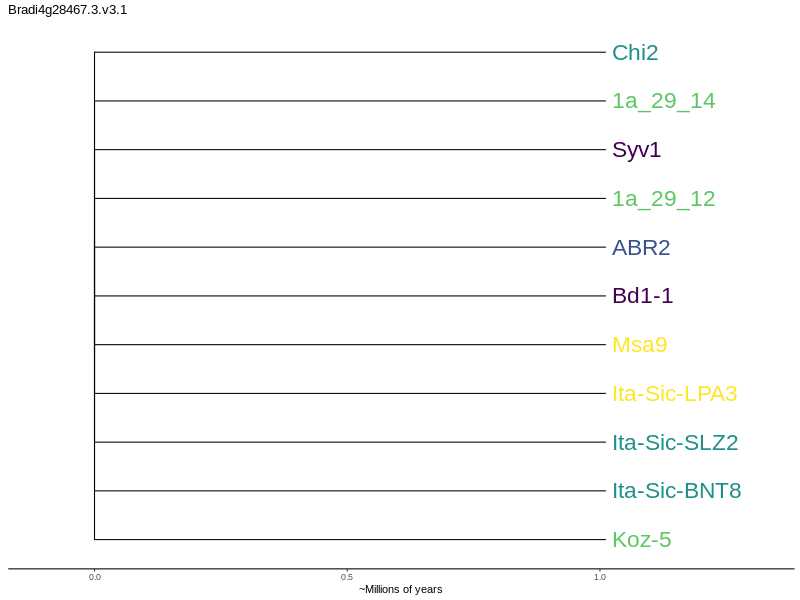 Bradi4g28467.3.v3.1
Chi2
1a_29_14
Syv1
1a_29_12
ABR2
Bd1-1
Msa9
Ita-Sic-LPA3
Ita-Sic-SLZ2
Ita-Sic-BNT8
Koz-5
0.0 0.5 1.0
~Millions of years